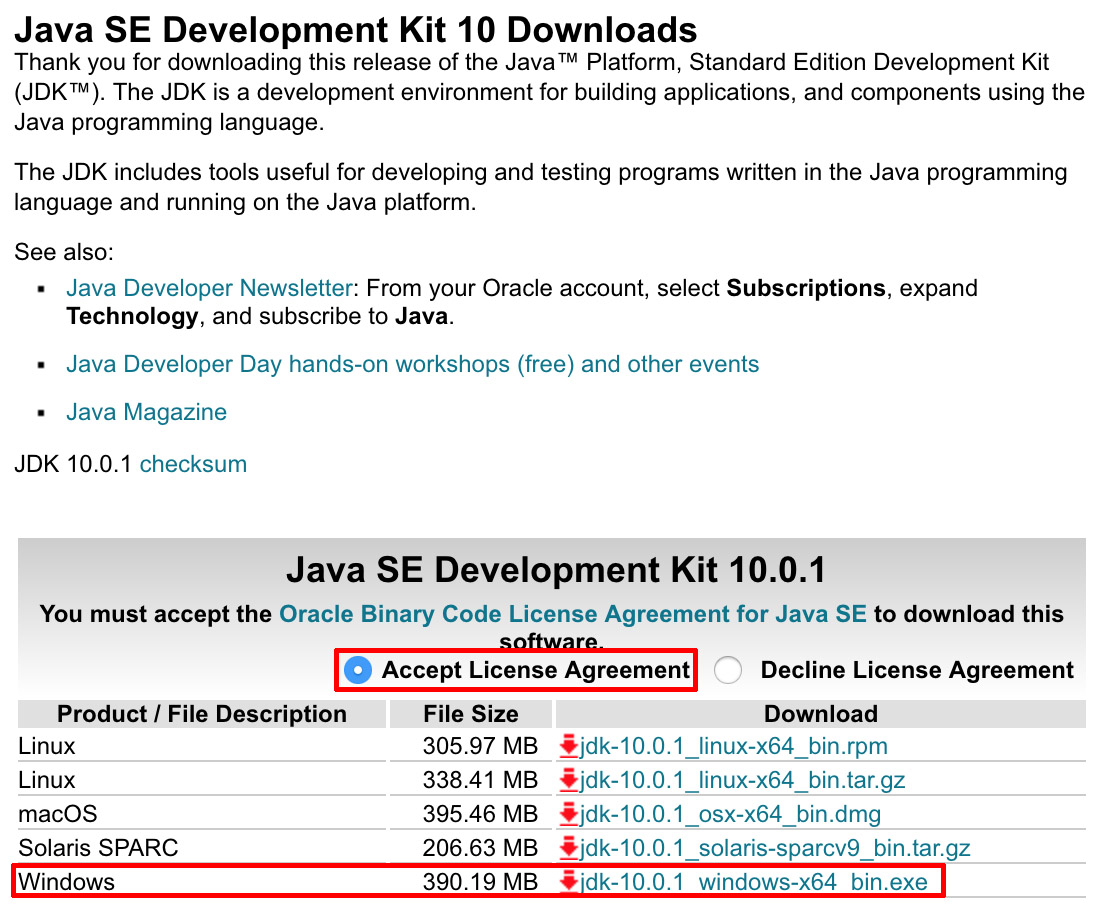 Java SE Development Kit 10 Downloads
Thank you for downloading this release of the Java™ Platform, Standard Edition Development Kit
(JDK™). The JDK is a development environment for building applications, and components using the
Java programming language.
The JDK includes tools useful for developing and testing programs written in the Java programming
language and running on the Java platform.
See also:
▪ Java Developer Newsletter: From your Oracle account, select Subscriptions, expand
Technology, and subscribe to Java.
▪ Java Developer Day hands-on workshops (free) and other events
▪ Java Magazine
JDK 10.0.1 checksum
Java SE Development Kit 10.0.1
You must accept the Oracle Binary Code License Agreement for Java SE to download this
software.
Accept License Agreement Decline License Agreement
Product / File Description File Size Download
Linux 305.97 MB jdk-10.0.1_linux-x64_bin.rpm
Linux 338.41 MB jdk-10.0.1_linux-x64_bin.tar.gz
macOS 395.46 MB jdk-10.0.1_osx-x64_bin.dmg
Solaris SPARC 206.63 MB jdk-10.0.1_solaris-sparcv9_bin.tar.gz
Windows 390.19 MB jdk-10.0.1_windows-x64_bin.exe